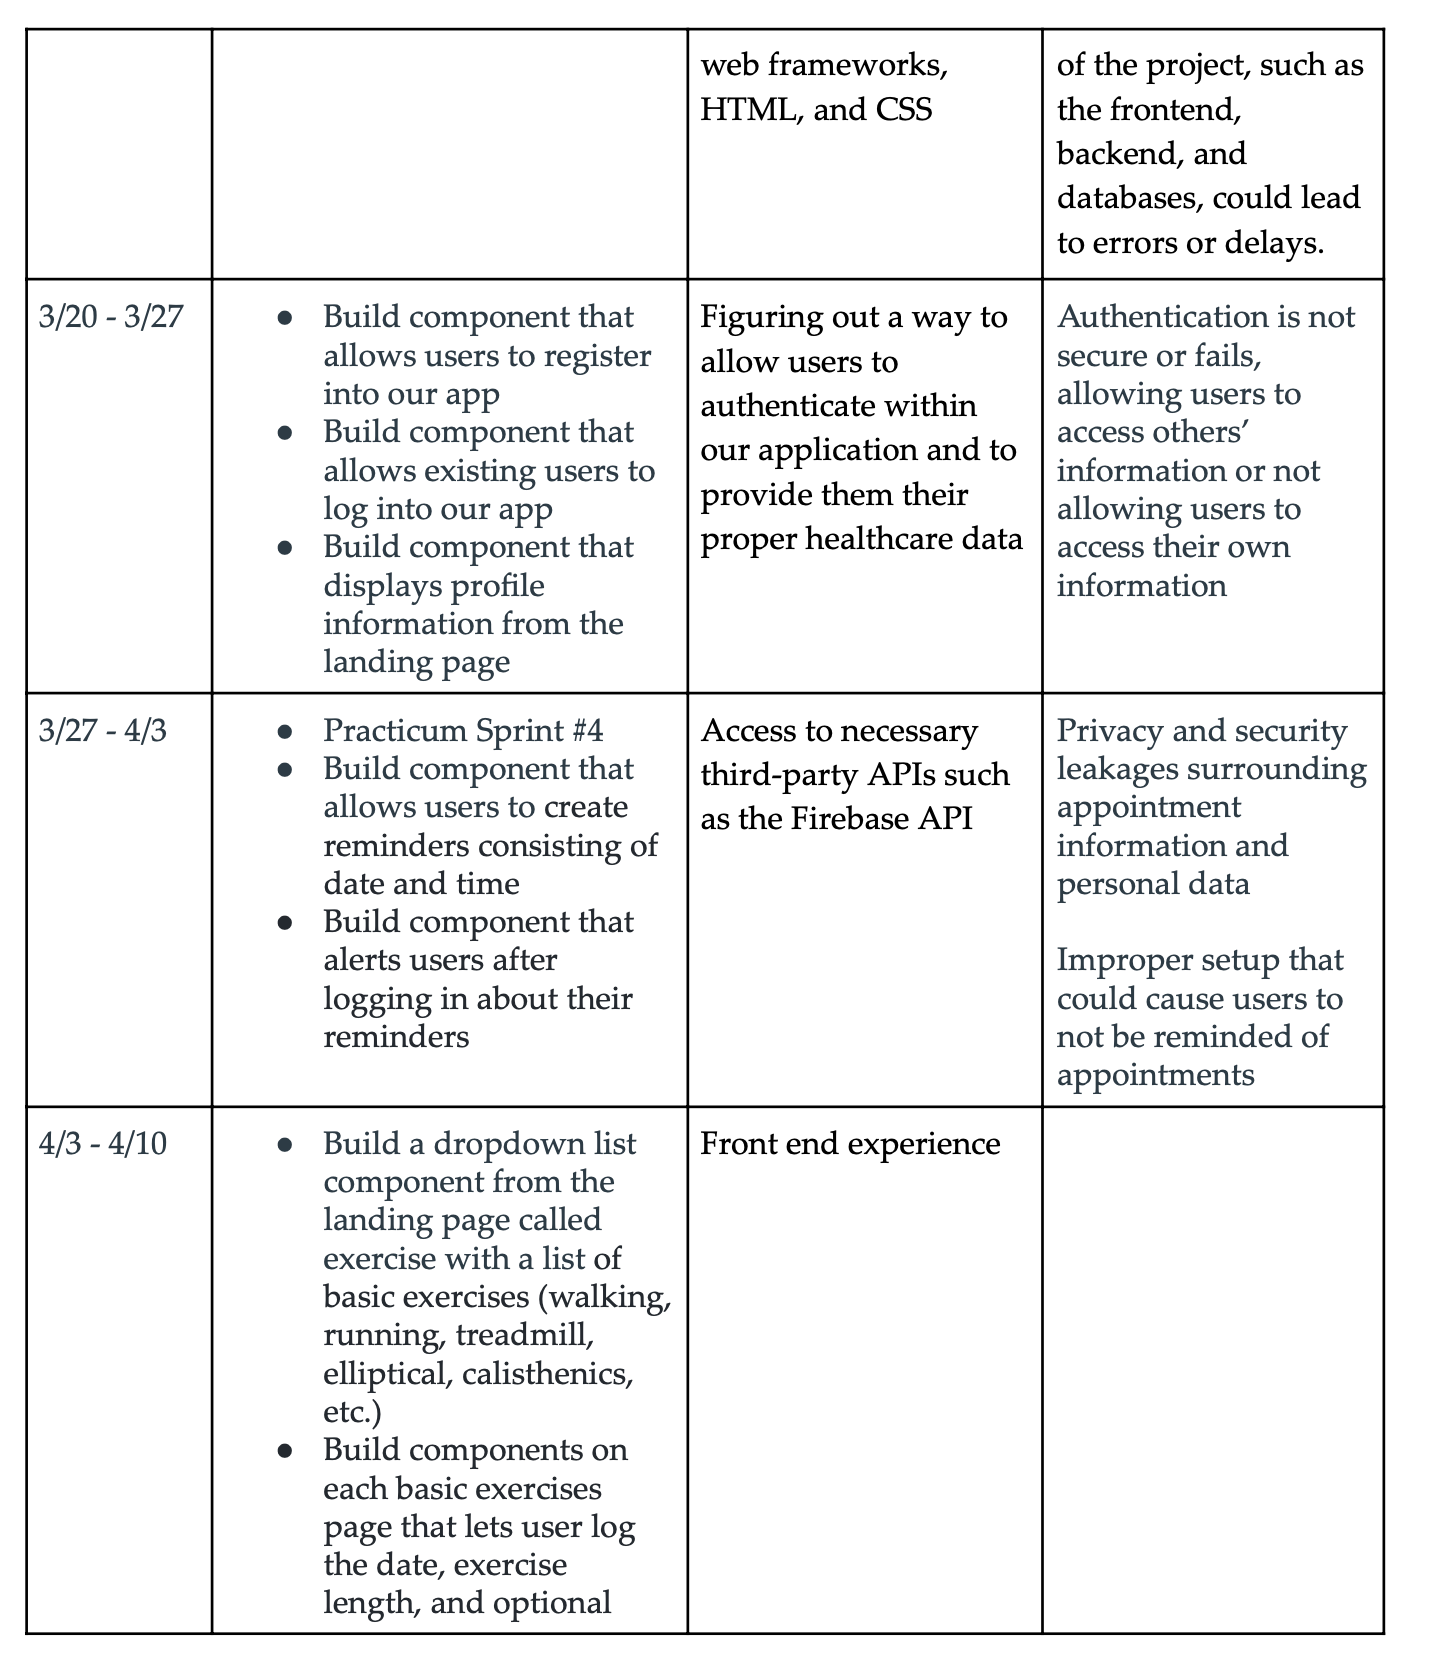 web frameworks,
HTML, and CSS
of the project, such as
the frontend,
backend, and
databases, could lead
to errors or delays.
3/20 - 3/27
● Build component that
allows users to register
into our app
● Build component that
allows existing users to
log into our app
● Build component that
displays profile
information from the
landing page
Figuring out a way to
allow users to
authenticate within
our application and to
provide them their
proper healthcare data
Authentication is not
secure or fails,
allowing users to
access others’
information or not
allowing users to
access their own
information
3/27 - 4/3
● Practicum Sprint #4
● Build component that
allows users to create
reminders consisting of
date and time
● Build component that
alerts users after
logging in about their
reminders
Access to necessary
third-party APIs such
as the Firebase API
Privacy and security
leakages surrounding
appointment
information and
personal data
Improper setup that
could cause users to
not be reminded of
appointments
4/3 - 4/10
● Build a dropdown list
component from the
landing page called
exercise with a list of
basic exercises (walking,
running, treadmill,
elliptical, calisthenics,
etc.)
● Build components on
each basic exercises
page that lets user log
the date, exercise
length, and optional
Front end experience